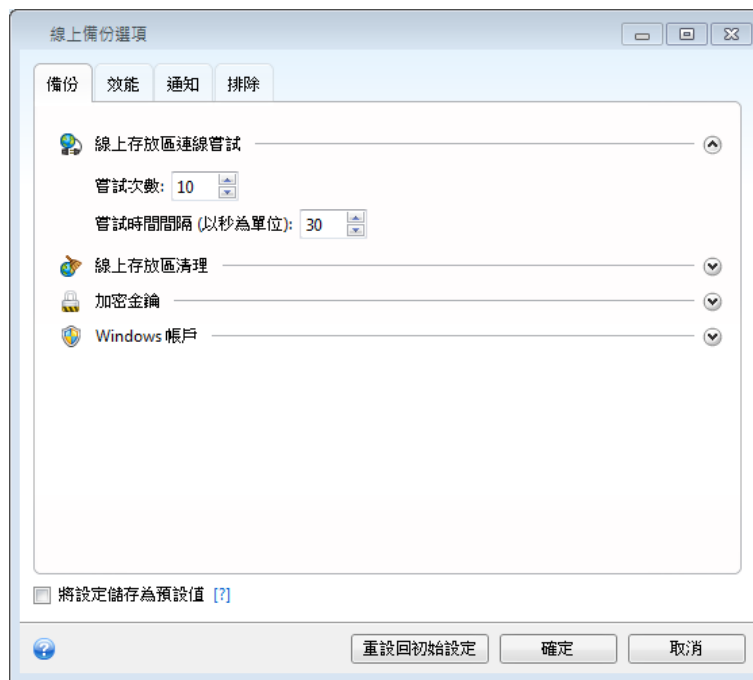 線上備份選項
備份 效能 通知 排除
線上存放區連線嘗試
嘗試次數: 10
嘗試時間間隔 (以秒為單位): 30
線上存放區清理
加密金鑰
Windows 帳戶
將設定儲存為預設值 [?]
重設回初始設定 確定 取消